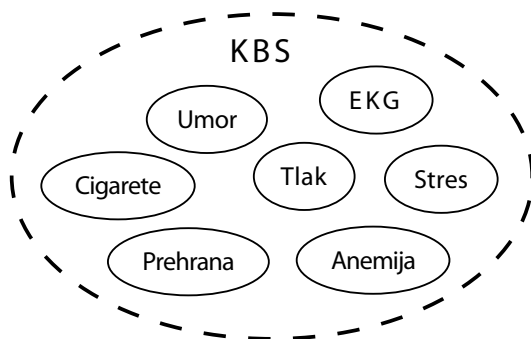 KBS
EKG
Umor
Tlak
Stres
Cigarete
Prehrana
Anemija